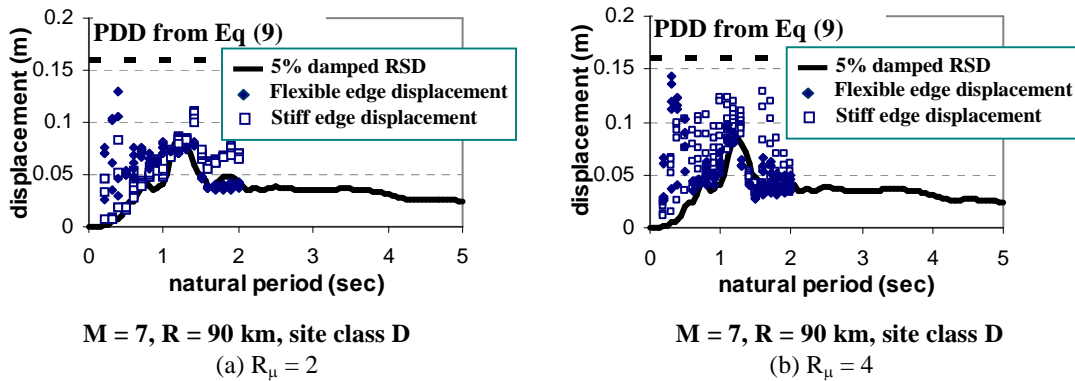 0.2
0.15
0.1
0.05
0
displacement (m)
PDD from Eq (9)
5% damped RSD
Flexible edge displacement
Stiff edge displacement
0 1 2 3 4 5
natural period (sec)
M = 7, R = 90 km, site class D
(a) Rμ = 2
0.2
0.15
0.1
0.05
0
displacement (m)
PDD from Eq (9)
5% damped RSD
Flexible edge displacement
Stiff edge displacement
0 1 2 3 4 5
natural period (sec)
M = 7, R = 90 km, site class D
(b) Rμ = 4